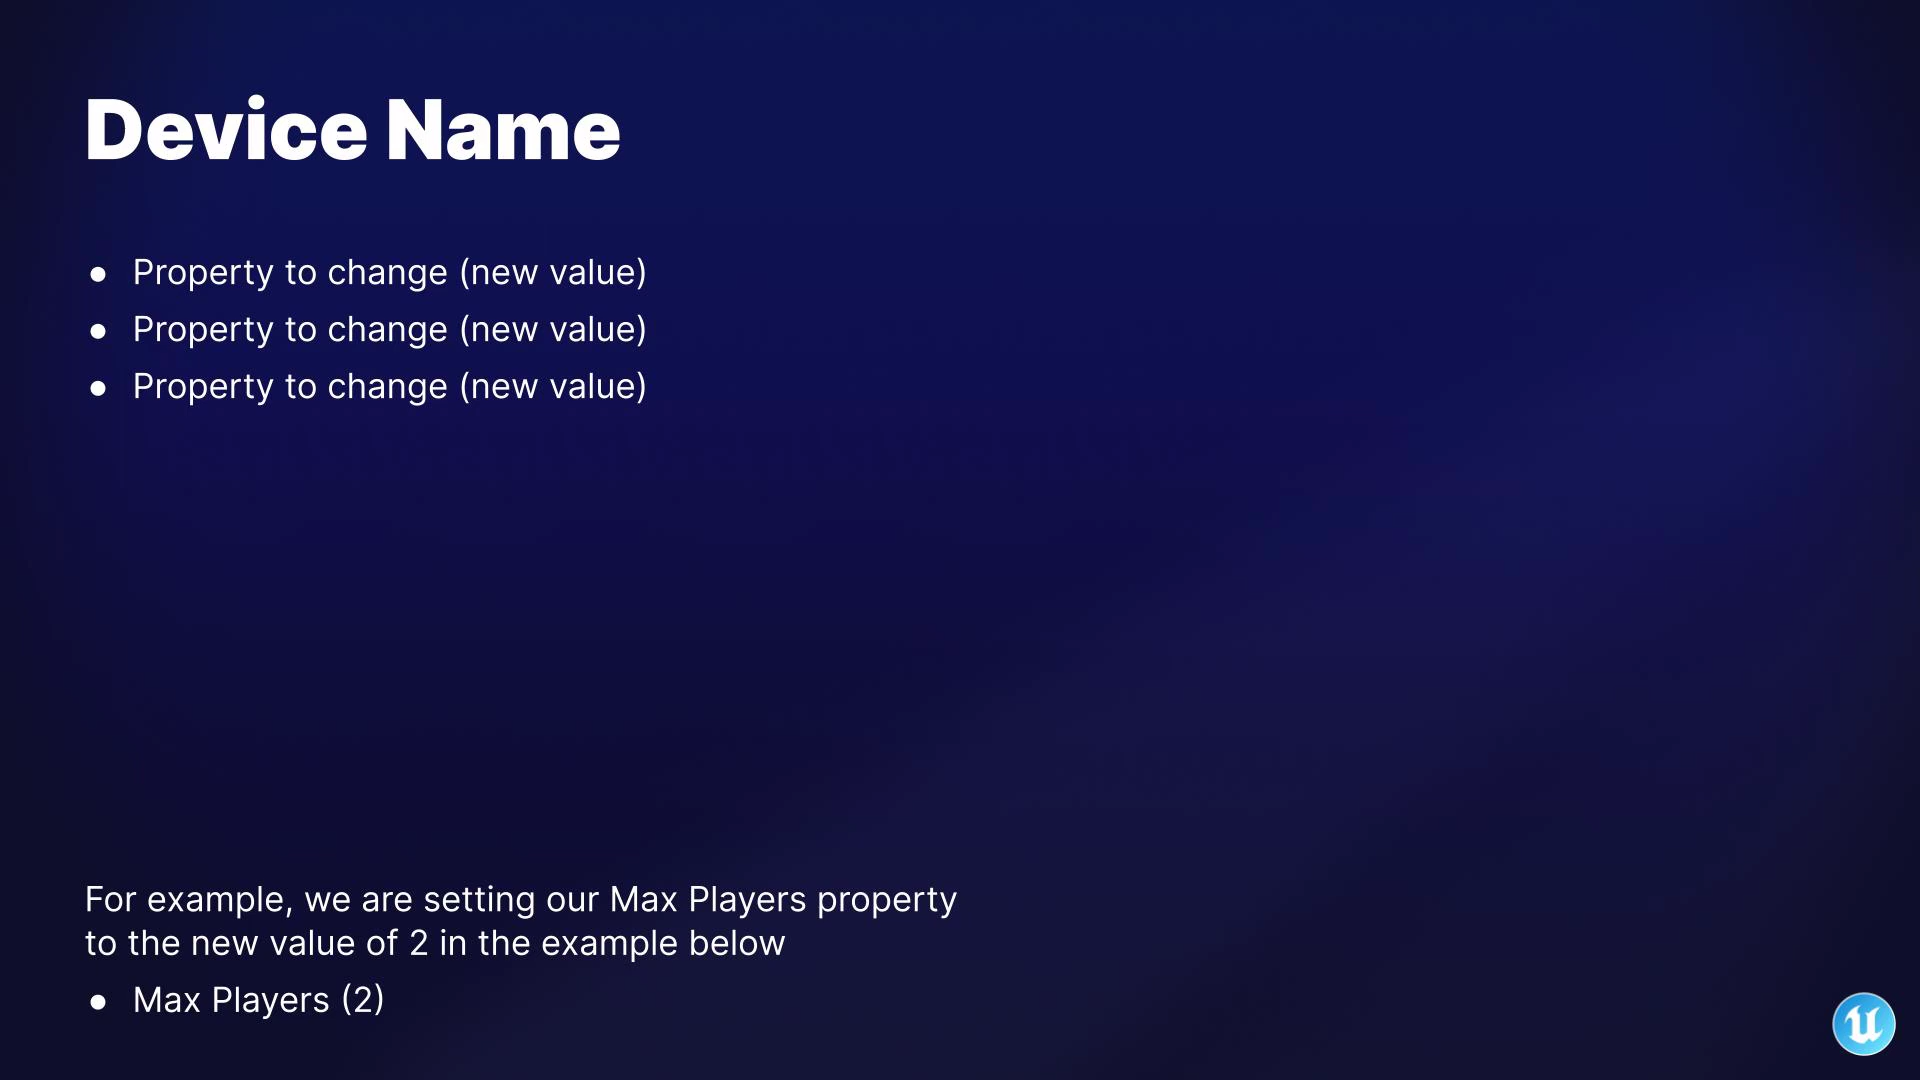 Device Name
● Property to change (new value)
● Property to change (new value)
● Property to change (new value)
For example, we are setting our Max Players property
to the new value of 2 in the example below
● Max Players (2)